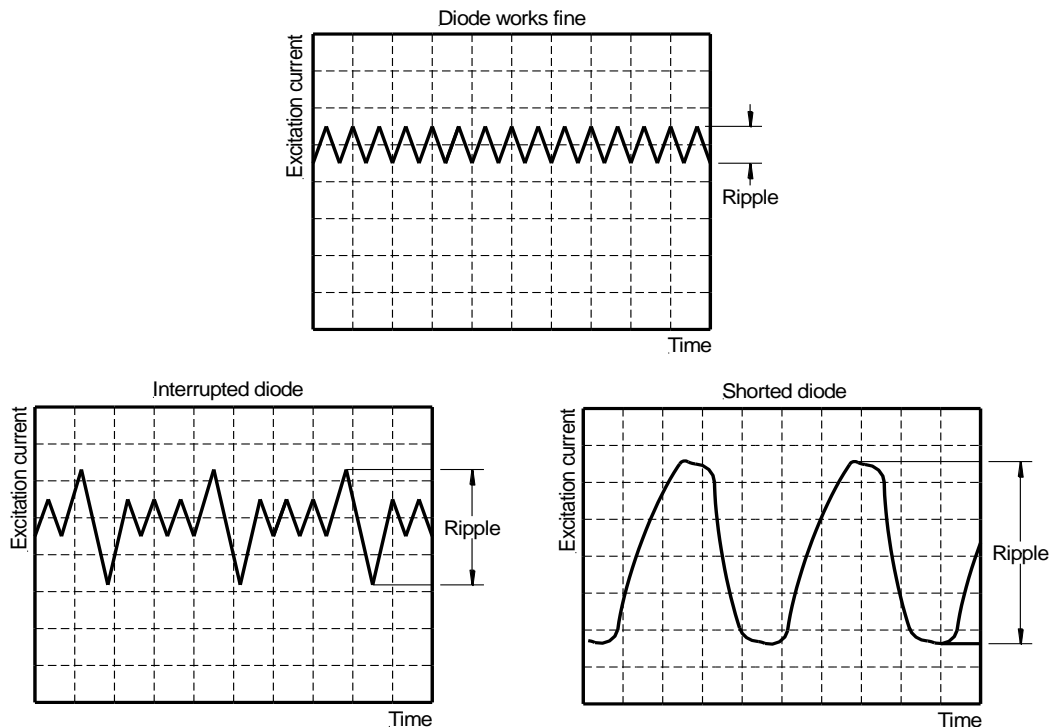 Diode works fine
Excitation current
Ripple
Time
Interrupted diode
Excitation current
Ripple
Time
Shorted diode
Excitation current
Ripple
Time